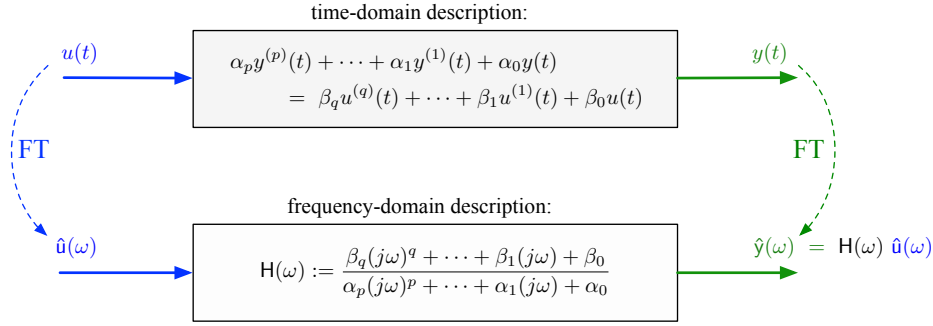 time-domain description:
u(t)
y(t)
α_p y^{(p)}(t) + ··· + α_1 y^{(1)}(t) + α_0 y(t)
= β_q u^{(q)}(t) + ··· + β_1 u^{(1)}(t) + β_0 u(t)
FT
FT
frequency-domain description:
û(ω)
ŷ(ω) = H(ω) û(ω)
H(ω) := \frac{β_q(jω)^q + ··· + β_1(jω) + β_0}{α_p(jω)^p + ··· + α_1(jω) + α_0}